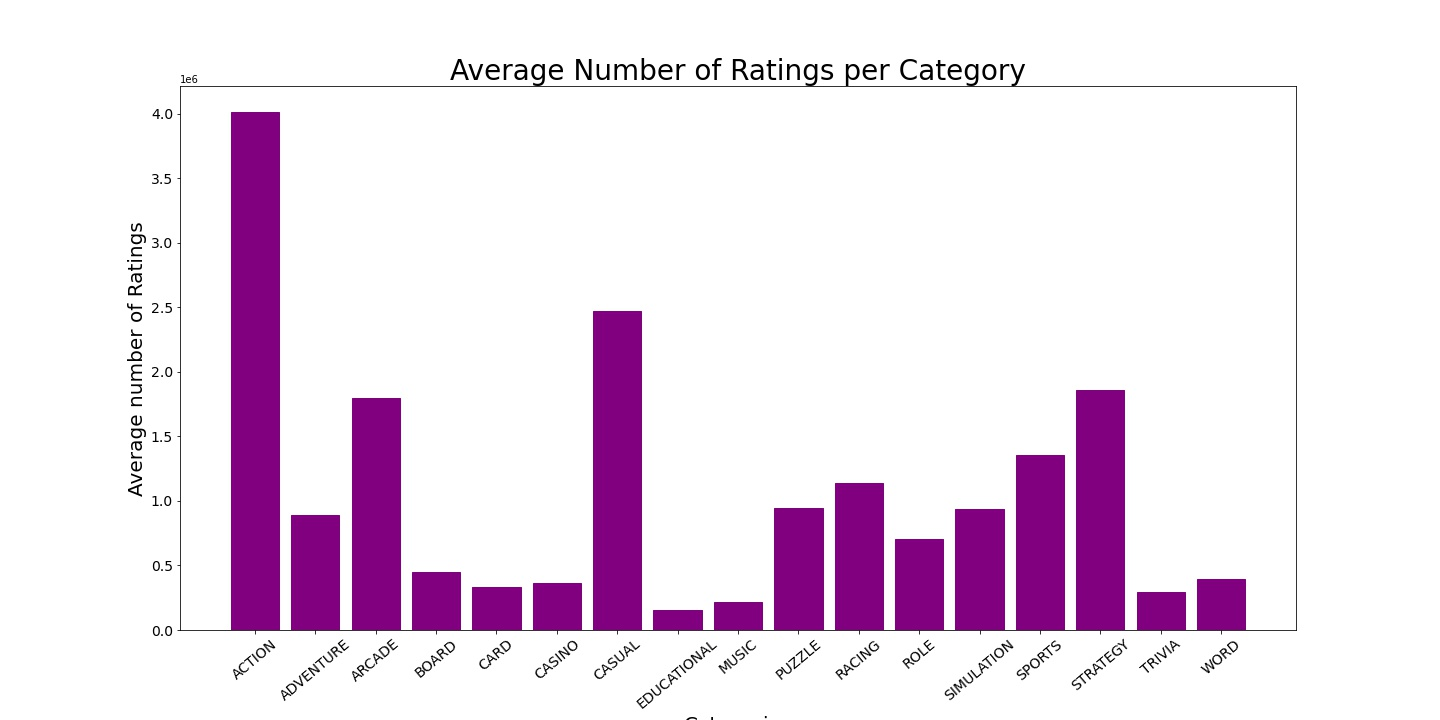 Average Number of Ratings per Category
1e6
4.0
3.5
3.0
2.5
2.0
1.5
1.0
0.5
0.0
Average number of Ratings
ACTION
ADVENTURE
ARCADE
BOARD
CARD
CASINO
CASUAL
EDUCATIONAL
MUSIC
PUZZLE
RACING
ROLE
SIMULATION
SPORTS
STRATEGY
TRIVIA
WORD